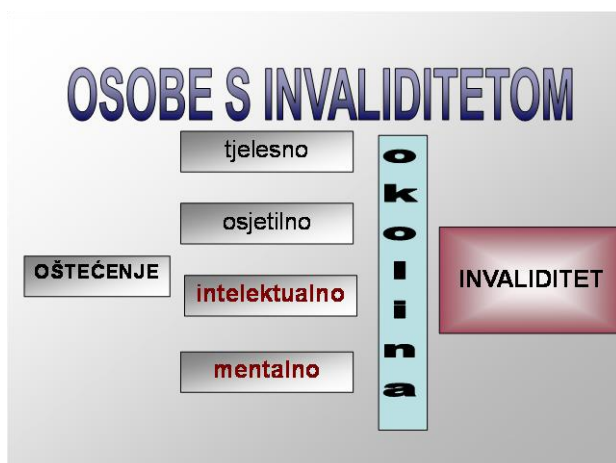 OSOBE S INVALIDITETOM
tjelesno
osjetilno
OŠTEĆENJE
intelektualno
mentalno
okolina
INVALIDITET